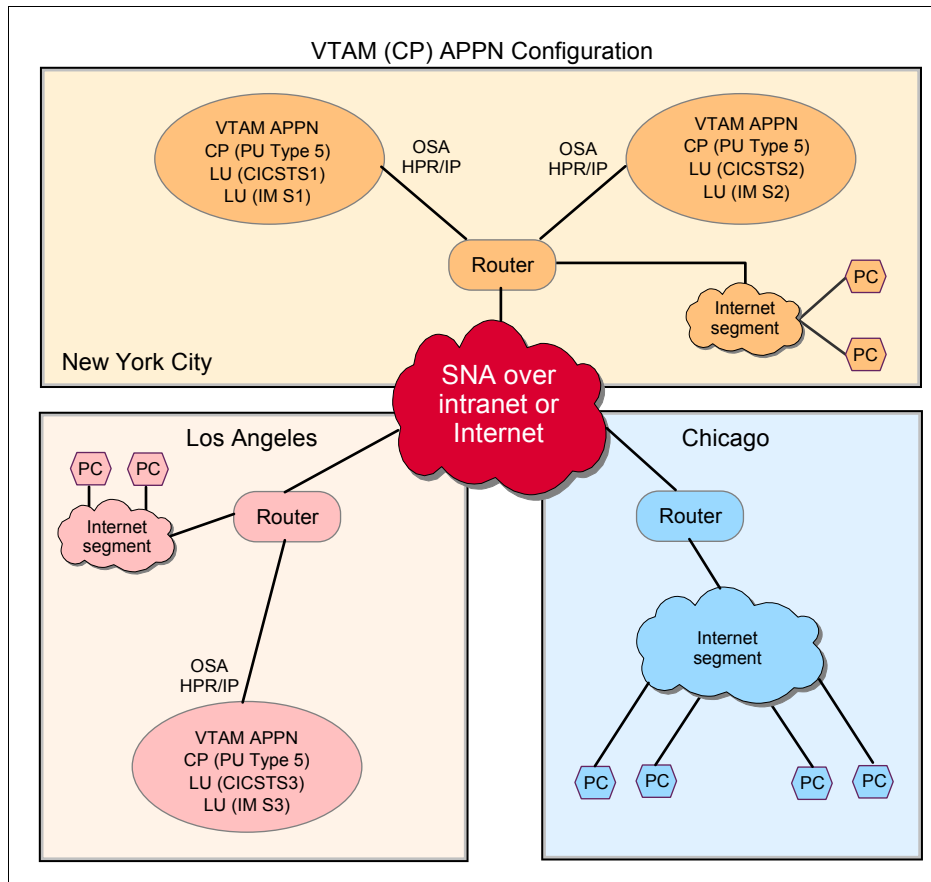 VTAM (CP) APPN Configuration
VTAM APPN
CP (PU Type 5)
LU (CICSTS1)
LU (IM S1)
OSA
HPR/IP
OSA
HPR/IP
VTAM APPN
CP (PU Type 5)
LU (CICSTS2)
LU (IM S2)
Router
Internet
segment
PC
PC
New York City
SNA over
intranet or
Internet
Los Angeles
PC
PC
Internet
segment
Router
OSA
HPR/IP
VTAM APPN
CP (PU Type 5)
LU (CICSTS3)
LU (IM S3)
Chicago
Router
Internet
segment
PC
PC
PC
PC